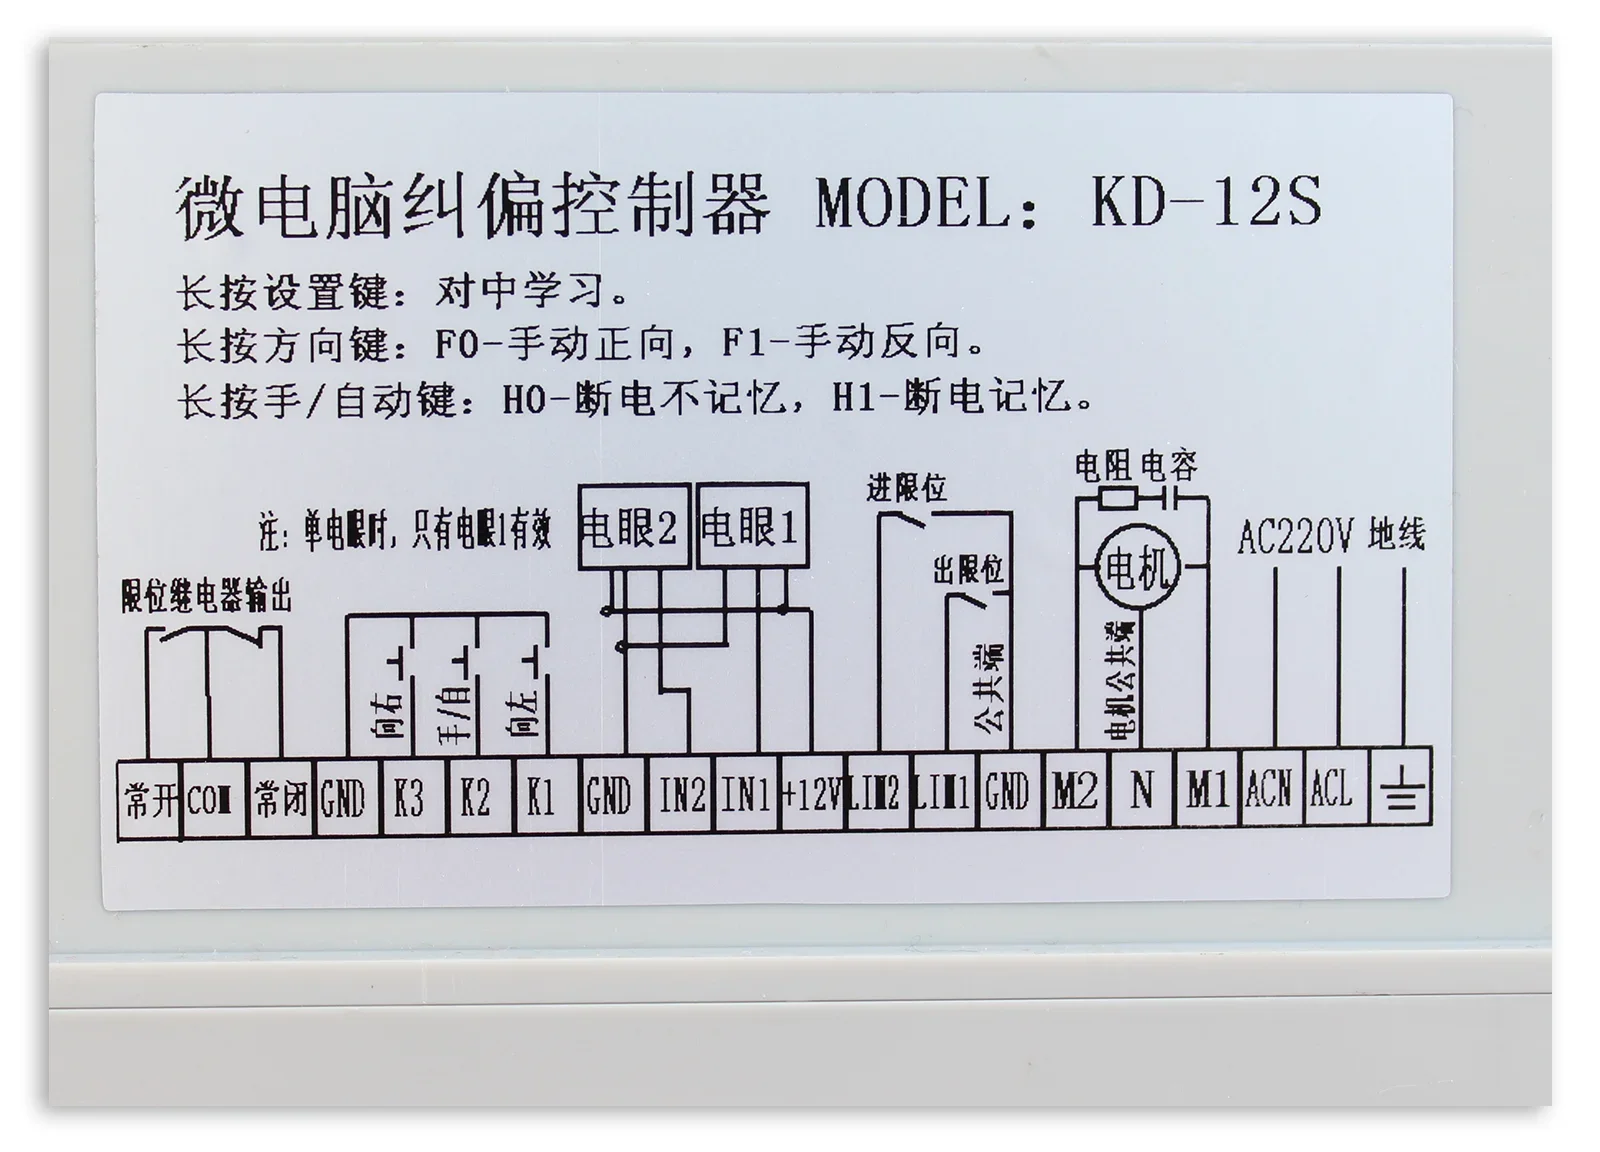 微电脑纠偏控制器 MODEL: KD-12S
长按设置键：对中学习。
长按方向键：F0-手动正向，F1-手动反向。
长按手/自动键：H0-断电不记忆，H1-断电记忆。
电阻 电容
进限位
注：单电眼时，只有电眼1有效
电眼2
电眼1
AC220V 地线
出限位
电机
限位继电器输出
向右
手/自
向左
公共端
电机公共端
常开 COM 常闭 GND K3 K2 K1 GND IN2 IN1 +12V LIM2 LIM1 GND M2 N M1 ACN ACL